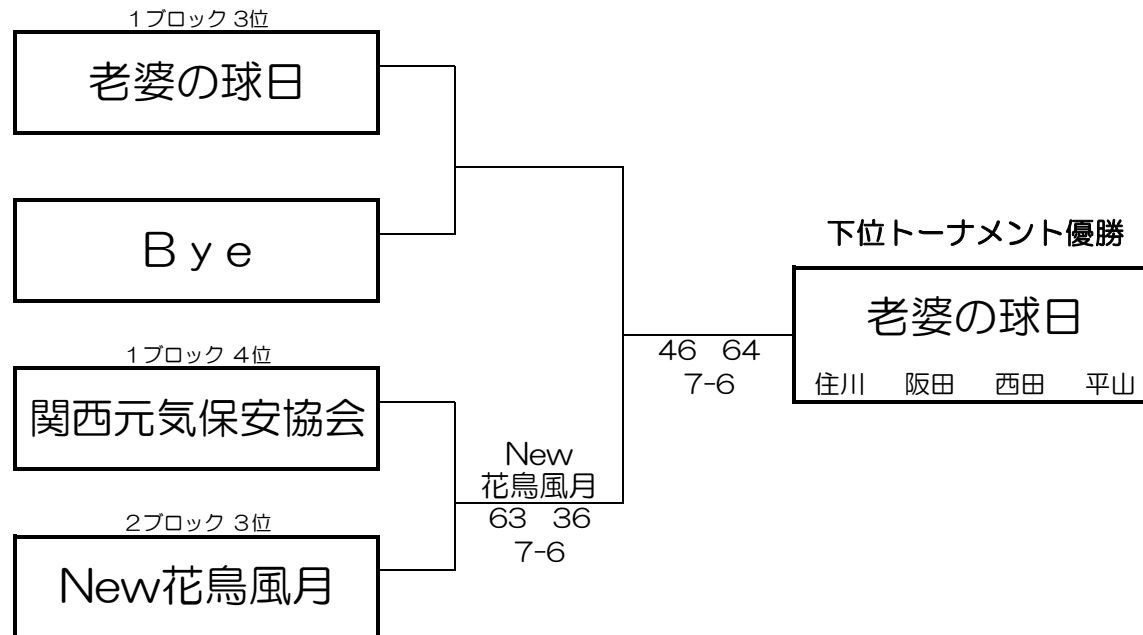 1ブロック 3位
老婆の球日
Bye
1ブロック 4位
関西元気保安協会
2ブロック 3位
New花鳥風月
New
花鳥風月
63 36
7-6
46 64
7-6
下位トーナメント優勝
老婆の球日
住川 阪田 西田 平山